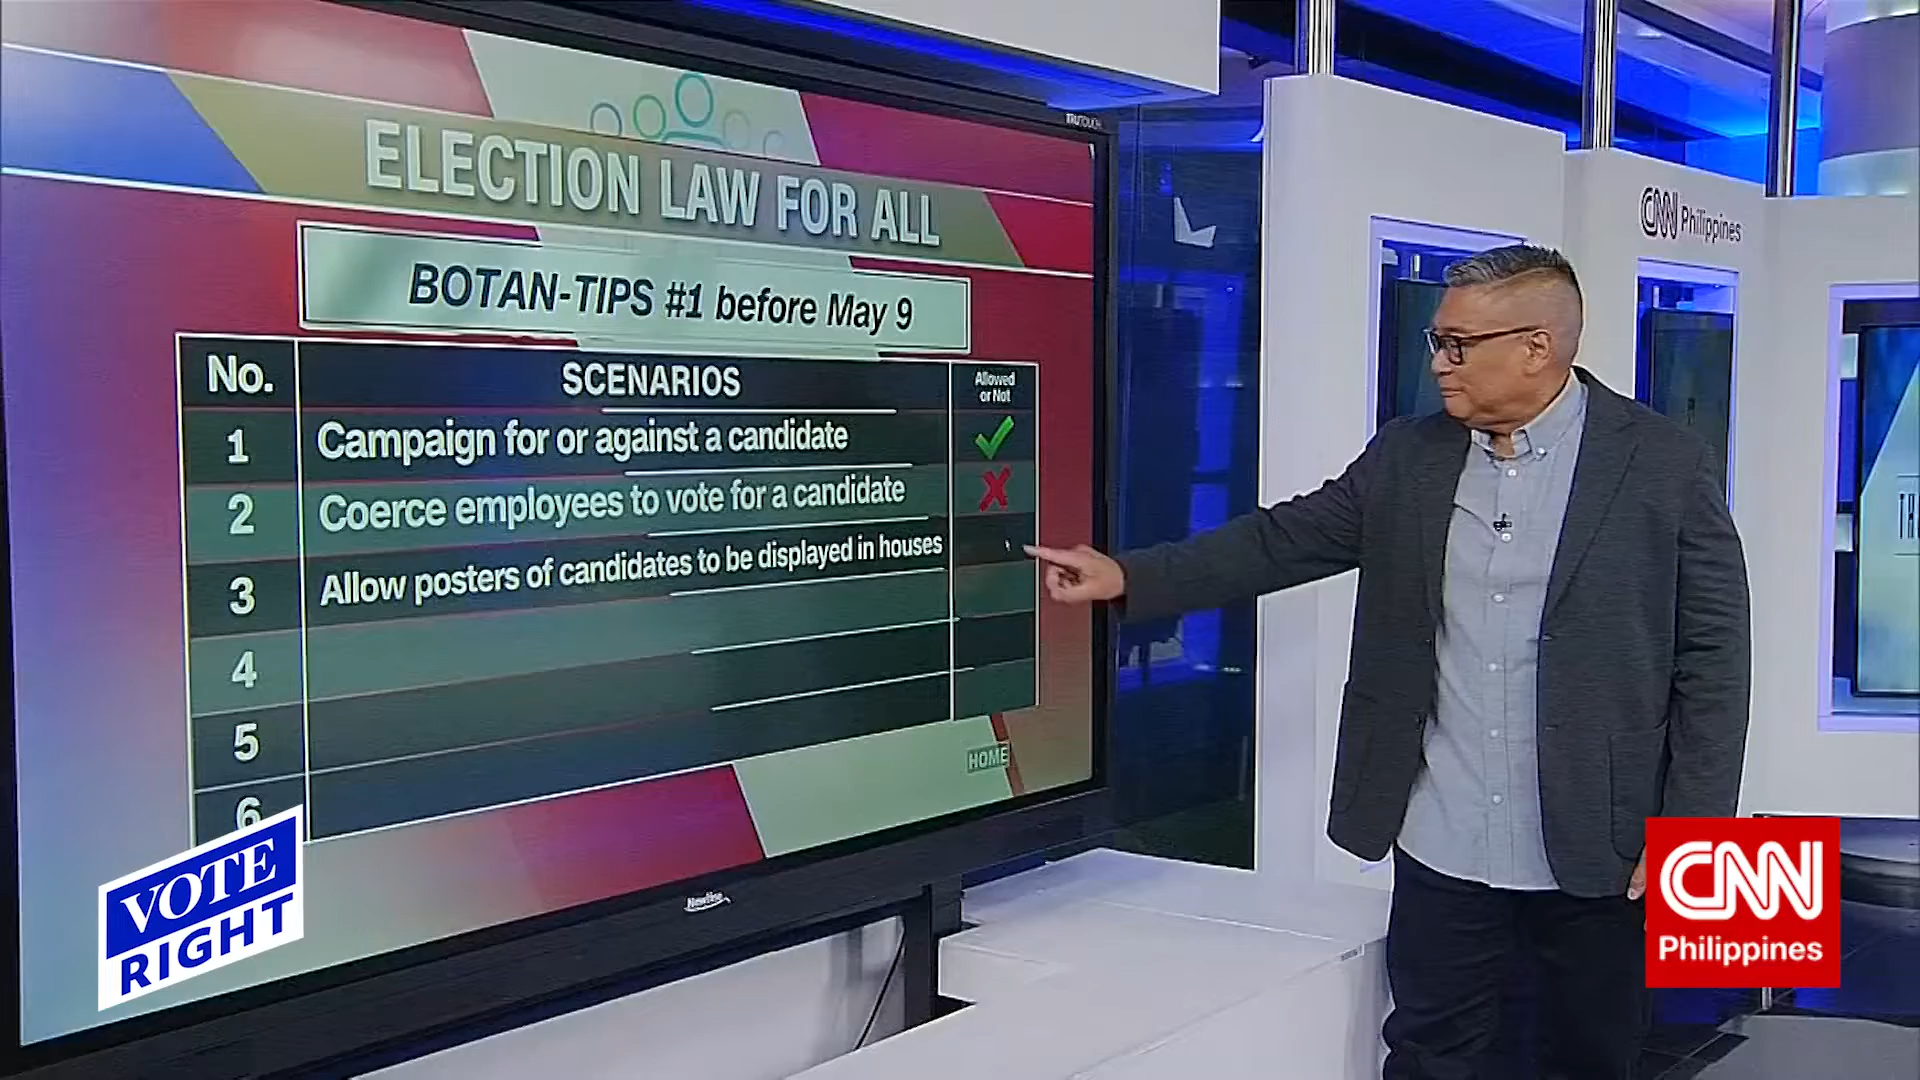 TRUTOUCH
ELECTION LAW FOR ALL
BOTAN-TIPS #1 before May 9
No.
SCENARIOS
Allowed
or Not
1
Campaign for or against a candidate
2
Coerce employees to vote for a candidate
3
Allow posters of candidates to be displayed in houses
4
5
6
HOME
Newline
VOTE
RIGHT
CNN Philippines
CNN
Philippines